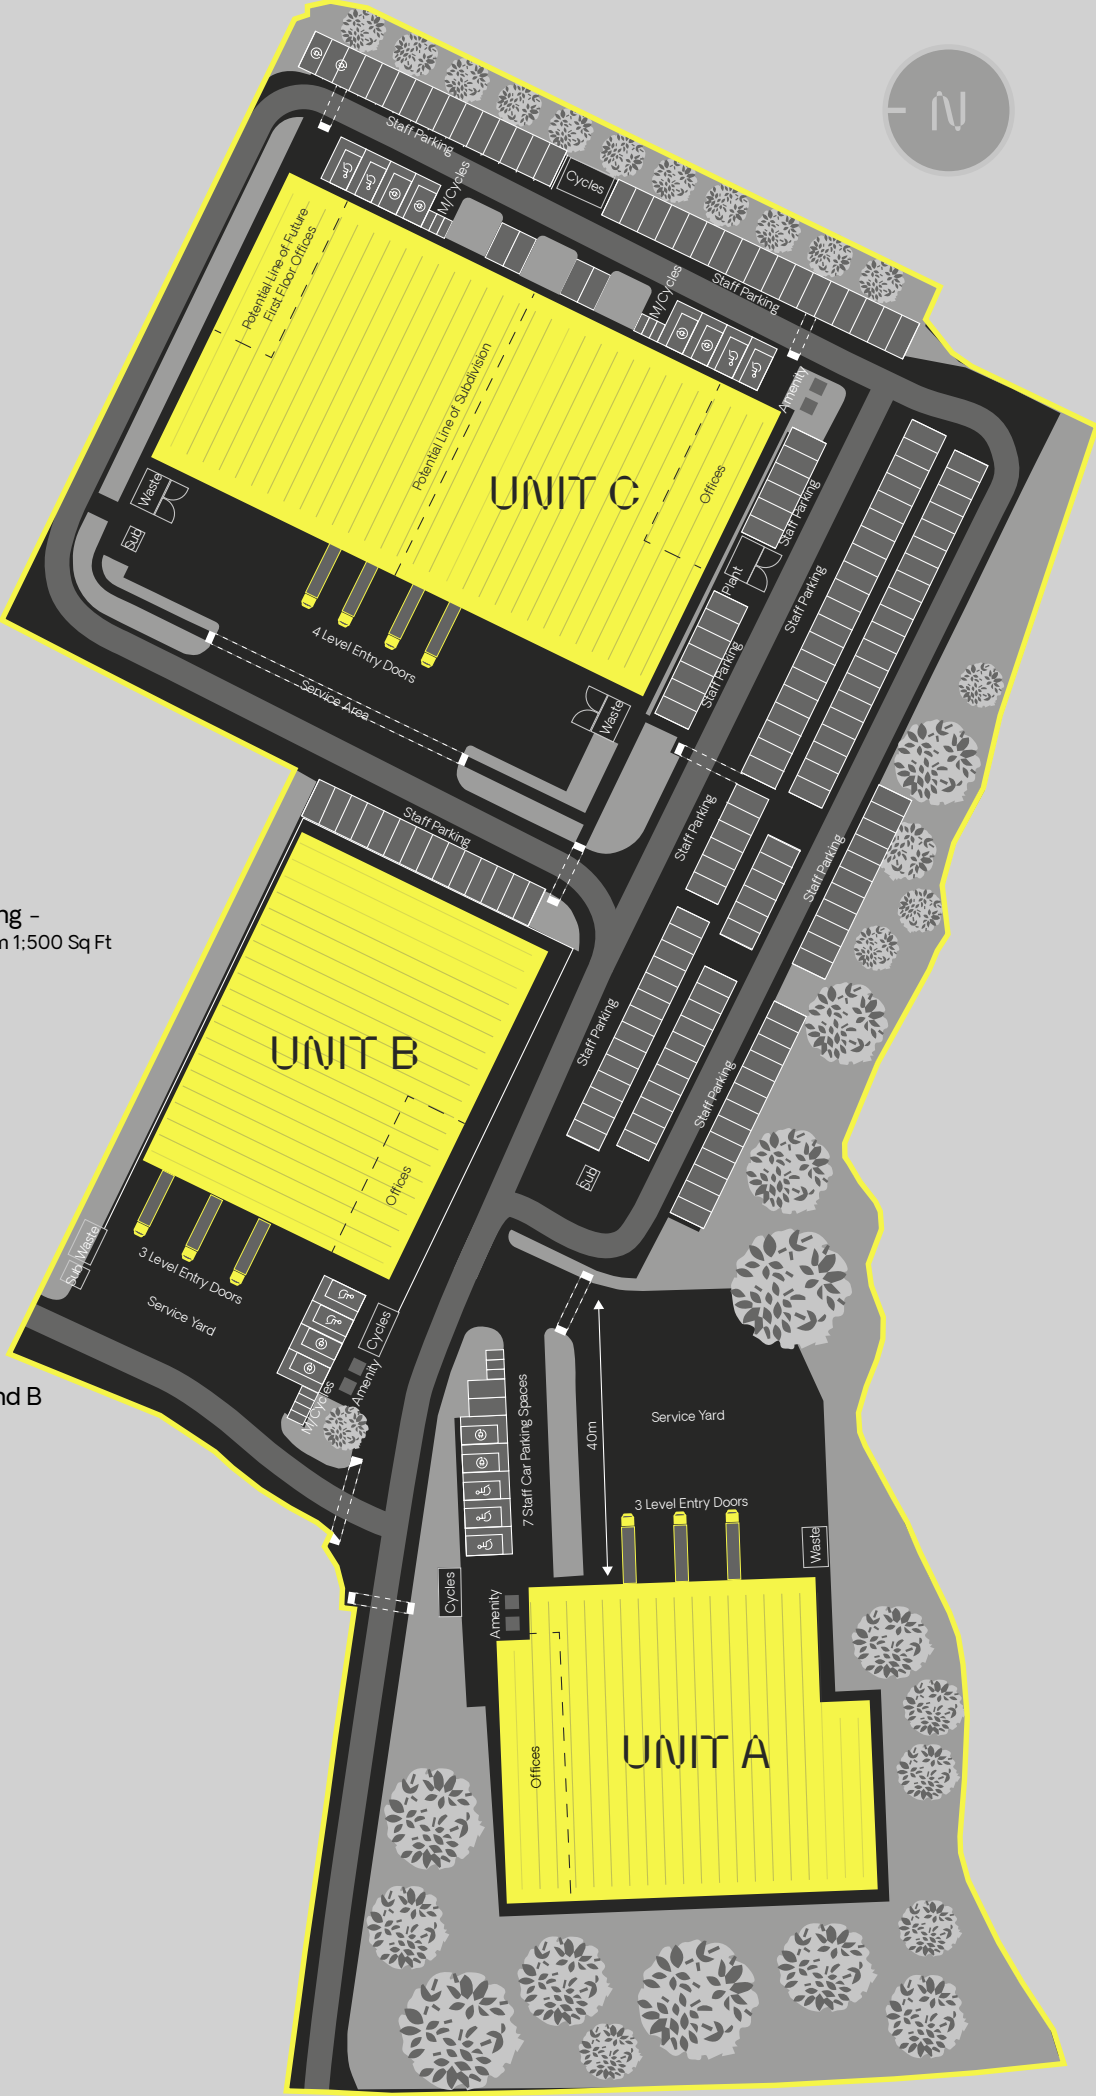 N
Staff Parking
M/Cycles
Cycles
Potential Line of Future
First Floor Offices
M/Cycles
Staff Parking
Amenity
Potential Line of Subdivision
UNIT C
Offices
Waste
Sub
Staff Parking
Plant
Staff Parking
Staff Parking
4 Level Entry Doors
Service Area
Waste
Staff Parking
Staff Parking
Staff Parking
ng -
m 1:500 Sq Ft
UNIT B
Staff Parking
Staff Parking
Offices
Sub
Waste
Sub
3 Level Entry Doors
Service Yard
Cycles
Amenity
M/Cycles
nd B
7 Staff Car Parking Spaces
40m
Service Yard
3 Level Entry Doors
Waste
Cycles
Amenity
Offices
UNIT A